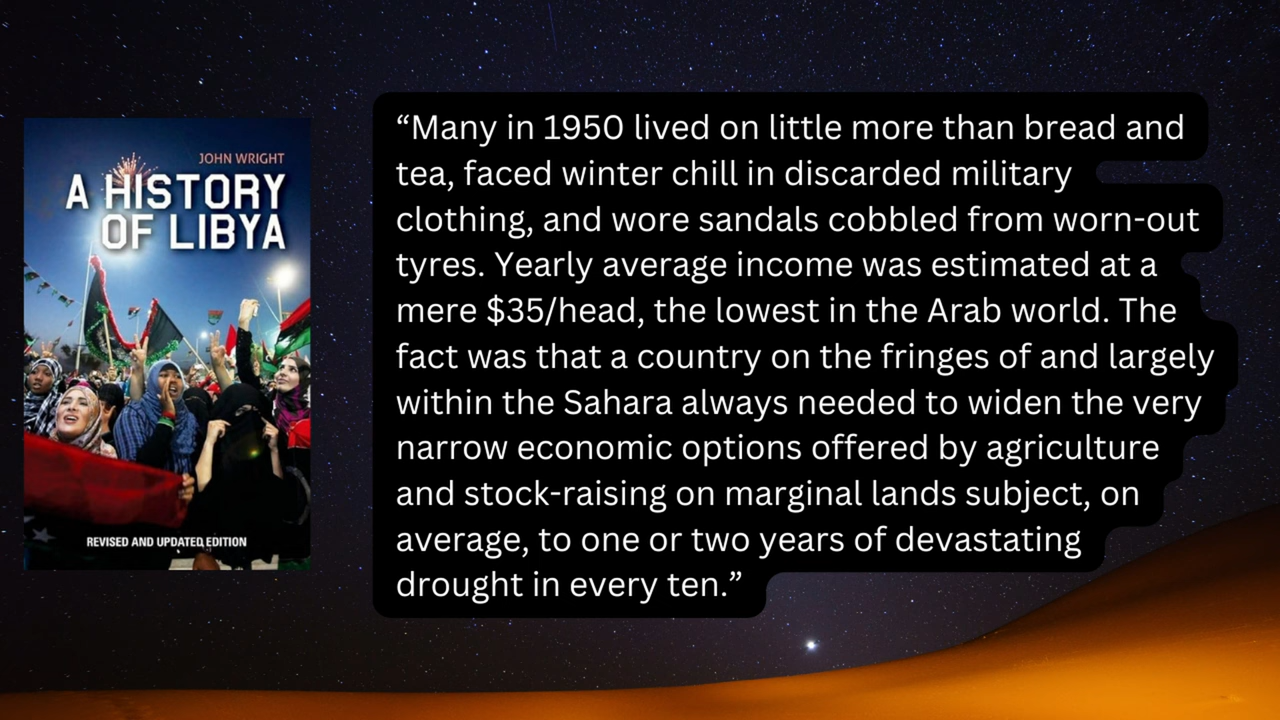 JOHN WRIGHT
A HISTORY
OF LIBYA
REVISED AND UPDATED EDITION
“Many in 1950 lived on little more than bread and
tea, faced winter chill in discarded military
clothing, and wore sandals cobbled from worn-out
tyres. Yearly average income was estimated at a
mere $35/head, the lowest in the Arab world. The
fact was that a country on the fringes of and largely
within the Sahara always needed to widen the very
narrow economic options offered by agriculture
and stock-raising on marginal lands subject, on
average, to one or two years of devastating
drought in every ten.”